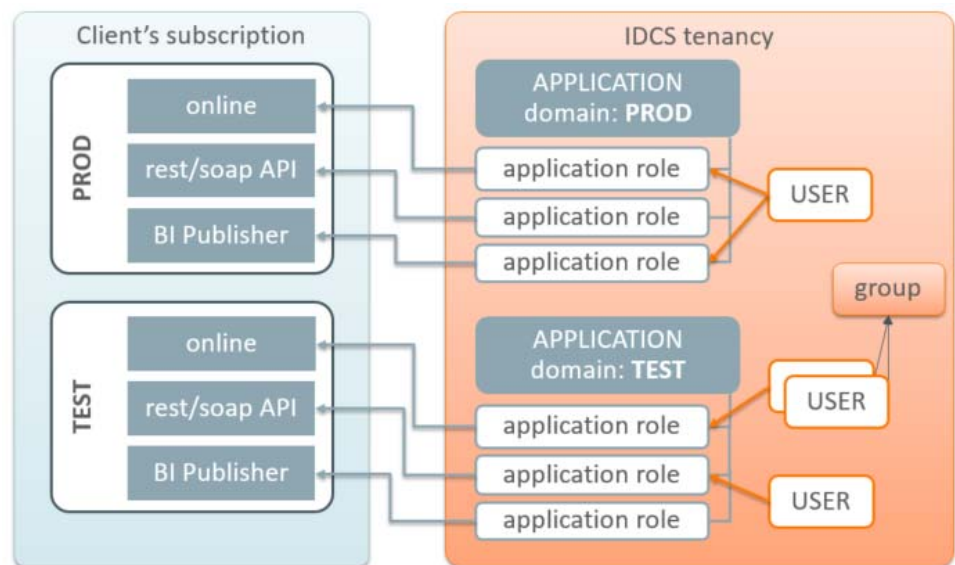 Client's subscription
PROD
online
rest/soap API
BI Publisher
TEST
online
rest/soap API
BI Publisher
IDCS tenancy
APPLICATION
domain: PROD
application role
application role
application role
USER
group
APPLICATION
domain: TEST
application role
application role
application role
USER
USER